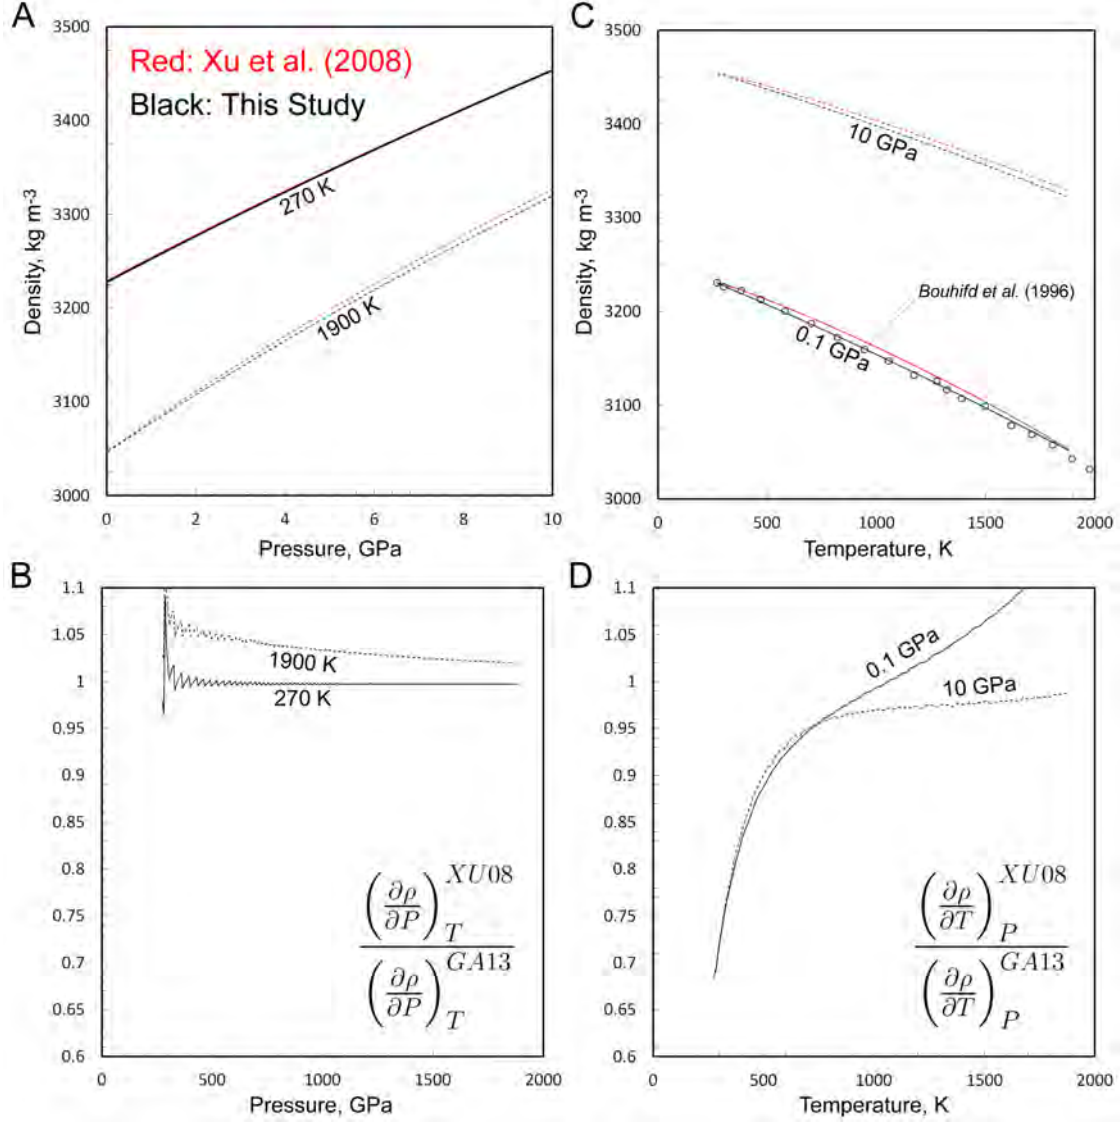 A
3500
3400
3300
3200
3100
3000
Density, kg m-3
Red: Xu et al. (2008)
Black: This Study
270 K
1900 K
0 2 4 6 8 10
Pressure, GPa
C
3500
3400
3300
3200
3100
3000
Density, kg m-3
10 GPa
Bouhifd et al. (1996)
0.1 GPa
0 500 1000 1500 2000
Temperature, K
B
1.1
1.05
1
0.95
0.9
0.85
0.8
0.75
0.7
0.65
0.6
1900 K
270 K
(∂ρ/∂P)_T^XU08
(∂ρ/∂P)_T^GA13
0 500 1000 1500 2000
Pressure, GPa
D
1.1
1.05
1
0.95
0.9
0.85
0.8
0.75
0.7
0.65
0.6
0.1 GPa
10 GPa
(∂ρ/∂T)_P^XU08
(∂ρ/∂T)_P^GA13
0 500 1000 1500 2000
Temperature, K